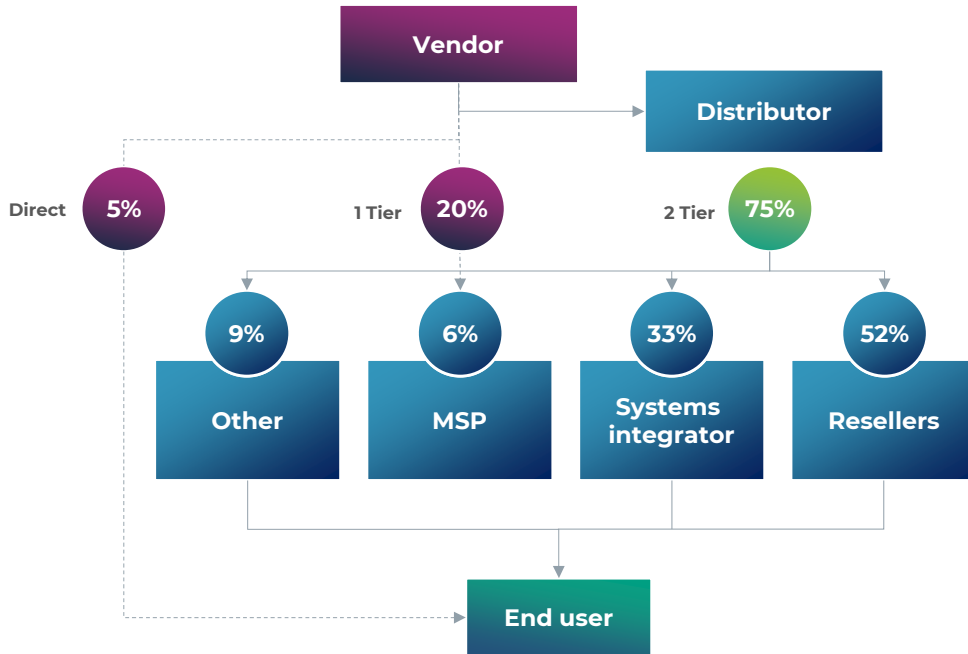 Vendor
Distributor
Direct
5%
1 Tier
20%
2 Tier
75%
9%
6%
33%
52%
Other
MSP
Systems
integrator
Resellers
End user